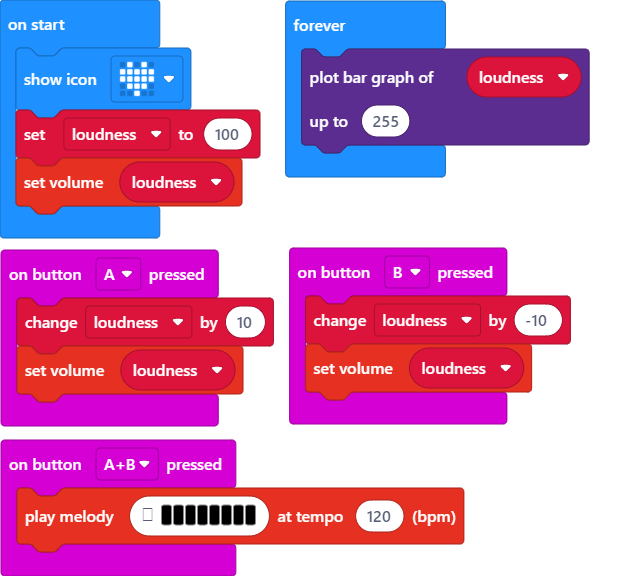 on start
show icon
set loudness to 100
set volume loudness
forever
plot bar graph of loudness
up to 255
on button A pressed
change loudness by 10
set volume loudness
on button B pressed
change loudness by -10
set volume loudness
on button A+B pressed
play melody at tempo 120 (bpm)